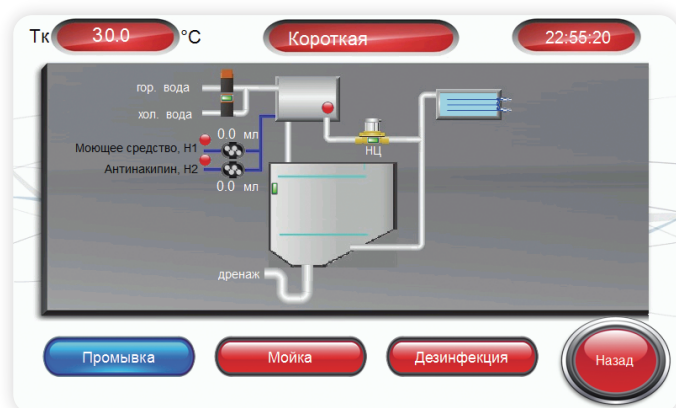 Тк 30.0 °C Короткая 22:55:20
гор. вода
хол. вода
0.0 мл
Моющее средство, Н1
Антинакипин, Н2
0.0 мл
НЦ
дренаж
Промывка Мойка Дезинфекция Назад